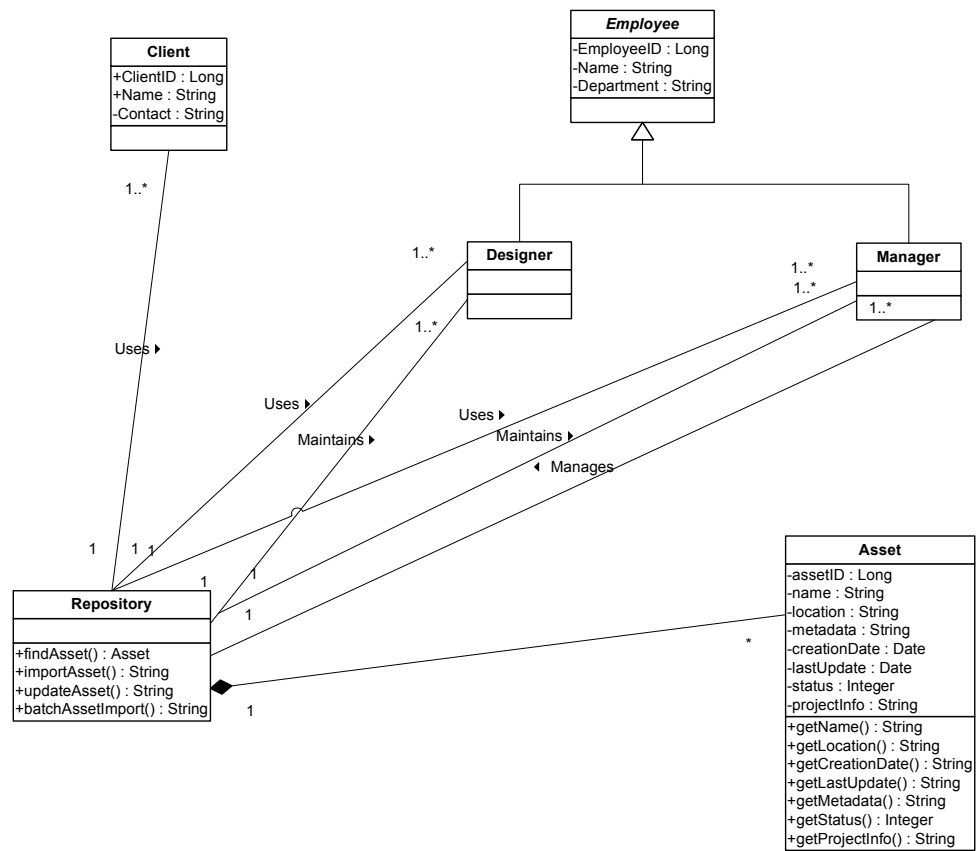 Employee
-EmployeeID : Long
-Name : String
-Department : String
Client
+ClientID : Long
+Name : String
-Contact : String
1..*
Designer
Manager
1..*
1..*
1..*
1..*
1..*
Uses
Uses
Maintains
Uses
Maintains
Manages
1
1
1
1
1
1
Repository
+findAsset() : Asset
+importAsset() : String
+updateAsset() : String
+batchAssetImport() : String
1
*
Asset
-assetID : Long
-name : String
-location : String
-metadata : String
-creationDate : Date
-lastUpdate : Date
-status : Integer
-projectInfo : String
+getName() : String
+getLocation() : String
+getCreationDate() : String
+getLastUpdate() : String
+getMetadata() : String
+getStatus() : Integer
+getProjectInfo() : String